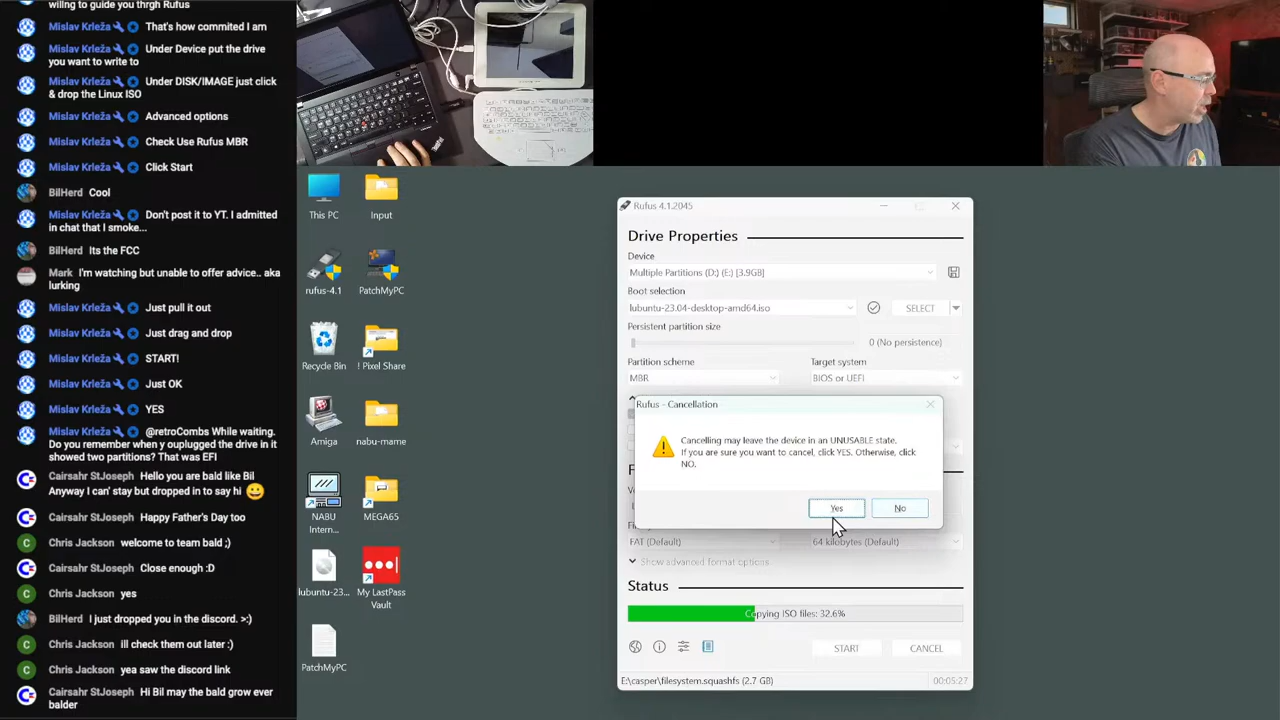 willng to guide you thrgh Rufus
Mislav Krleža That's how commited I am
Mislav Krleža Under Device put the drive
you want to write to
Mislav Krleža Under DISK/IMAGE just click
& drop the Linux ISO
Mislav Krleža Advanced options
Mislav Krleža Check Use Rufus MBR
Mislav Krleža Click Start
BilHerd Cool
Mislav Krleža Don't post it to YT. I admitted
in chat that I smoke...
BilHerd Its the FCC
Mark I'm watching but unable to offer advice.. aka
lurking
Mislav Krleža Just pull it out
Mislav Krleža Just drag and drop
Mislav Krleža START!
Mislav Krleža Just OK
Mislav Krleža YES
Mislav Krleža @retroCombs While waiting.
Do you remember when y ouplugged the drive in it
showed two partitions? That was EFI
Cairsahr StJoseph Hello you are bald like Bil
Anyway I can' stay but dropped in to say hi 😀
Cairsahr StJoseph Happy Father's Day too
Chris Jackson welcome to team bald ;)
Cairsahr StJoseph Close enough :D
Chris Jackson yes
BilHerd I just dropped you in the discord. >:)
Chris Jackson ill check them out later :)
Chris Jackson yea saw the discord link
Cairsahr StJoseph Hi Bil may the bald grow ever
balder
This PC
Input
rufus-4.1
PatchMyPC
Recycle Bin
! Pixel Share
Amiga
nabu-mame
NABU
Intern...
MEGA65
lubuntu-23...
My LastPass
Vault
PatchMyPC
Rufus 4.1.2045
Drive Properties
Device
Multiple Partitions (D:) (E:) [3.9GB]
Boot selection
lubuntu-23.04-desktop-amd64.iso
SELECT
Persistent partition size
0 (No persistence)
Partition scheme
Target system
MBR
BIOS or UEFI
Rufus - Cancellation
Cancelling may leave the device in an UNUSABLE state.
If you are sure you want to cancel, click YES. Otherwise, click
NO.
Yes
No
FAT (Default)
64 kilobytes (Default)
Show advanced format options
Status
Copying ISO files: 32.6%
START
CANCEL
E:\casper\filesystem.squashfs (2.7 GB)
00:05:27